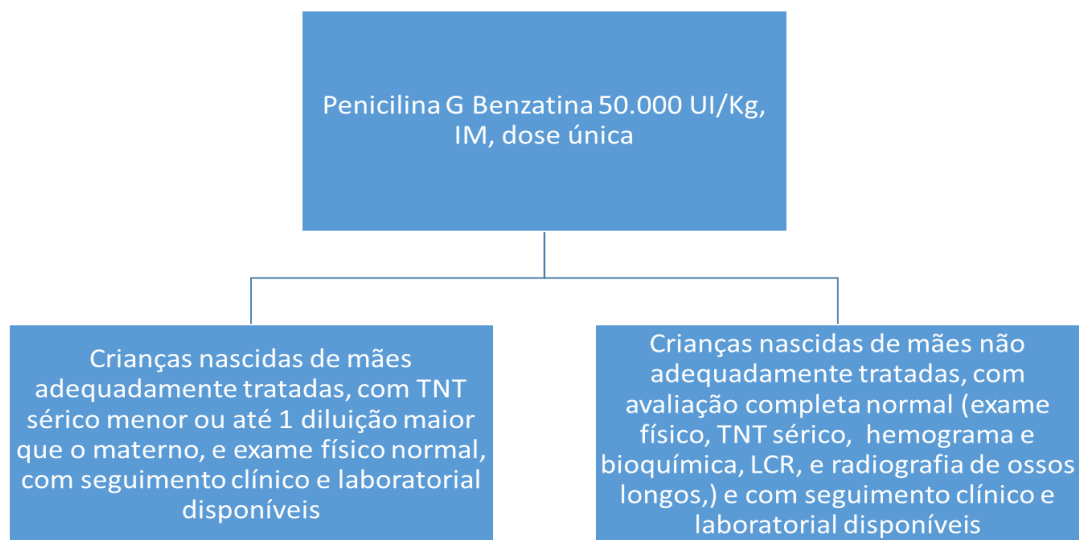 Penicilina G Benzatina 50.000 UI/Kg,
IM, dose única
Crianças nascidas de mães
adequadamente tratadas, com TNT
sérico menor ou até 1 diluição maior
que o materno, e exame físico normal,
com seguimento clínico e laboratorial
disponíveis
Crianças nascidas de mães não
adequadamente tratadas, com
avaliação completa normal (exame
físico, TNT sérico, hemograma e
bioquímica, LCR, e radiografia de ossos
longos,) e com seguimento clínico e
laboratorial disponíveis